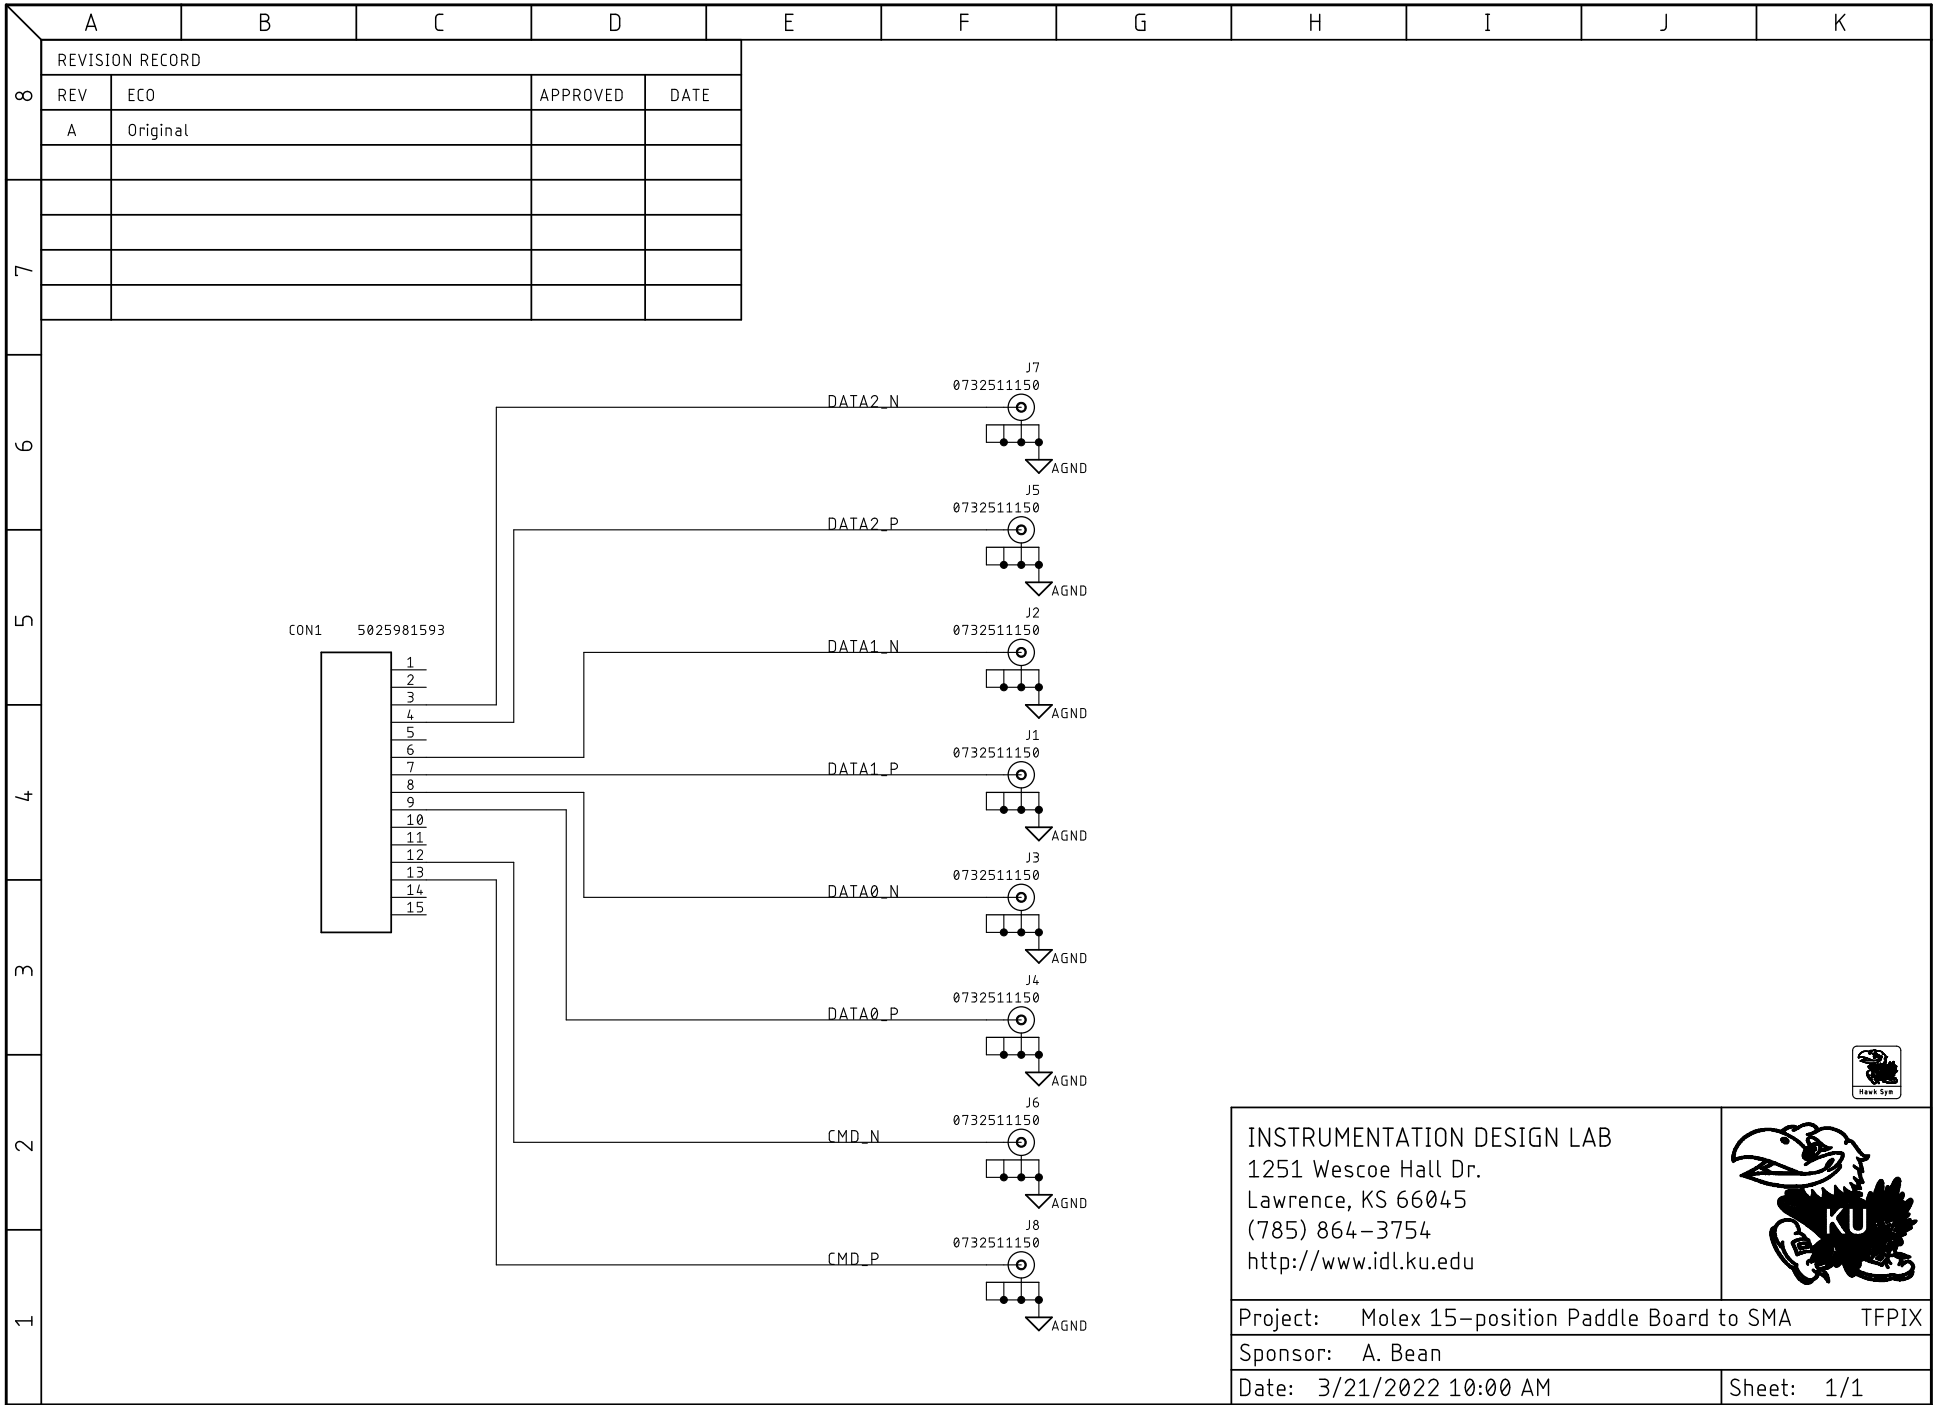 A B C D E F G H I J K
8
7
6
5
4
3
2
1
REVISION RECORD
REV ECO APPROVED DATE
A Original
J7
0732511150
DATA2_N
AGND
J5
0732511150
DATA2_P
AGND
J2
0732511150
DATA1_N
AGND
J1
0732511150
DATA1_P
AGND
J3
0732511150
DATA0_N
AGND
J4
0732511150
DATA0_P
AGND
J6
0732511150
CMD_N
AGND
J8
0732511150
CMD_P
AGND
CON1 5025981593
1
2
3
4
5
6
7
8
9
10
11
12
13
14
15
Hawk Sym
INSTRUMENTATION DESIGN LAB
1251 Wescoe Hall Dr.
Lawrence, KS 66045
(785) 864-3754
http://www.idl.ku.edu
KU
Project: Molex 15-position Paddle Board to SMA TFPIX
Sponsor: A. Bean
Date: 3/21/2022 10:00 AM Sheet: 1/1